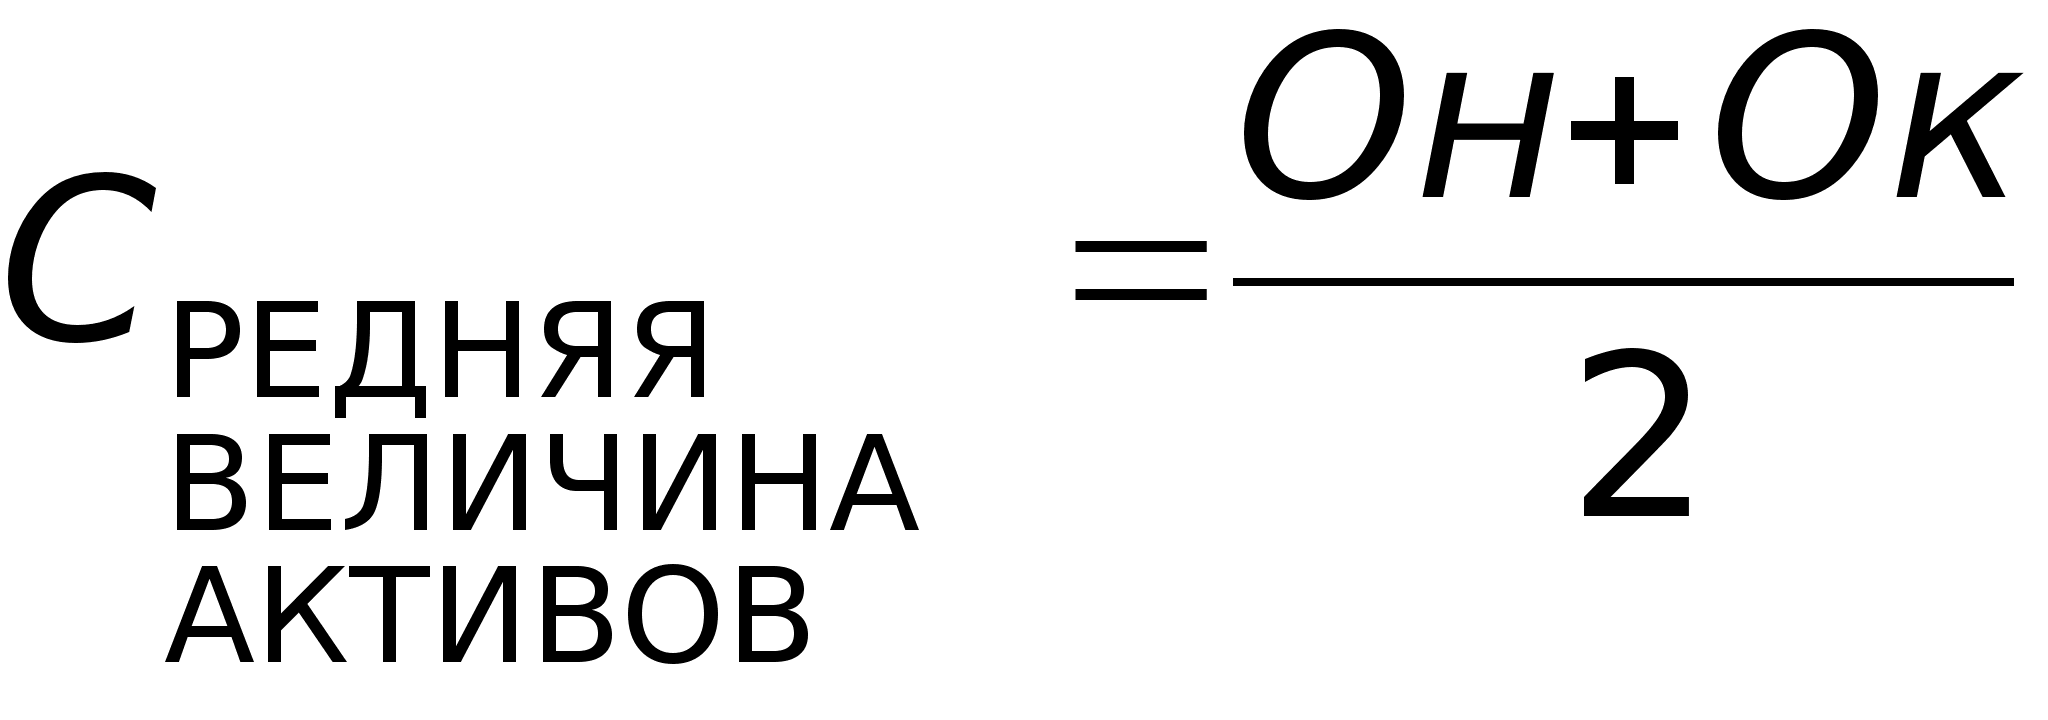 С РЕДНЯЯ
ВЕЛИЧИНА
АКТИВОВ
=
Он+Ок
2